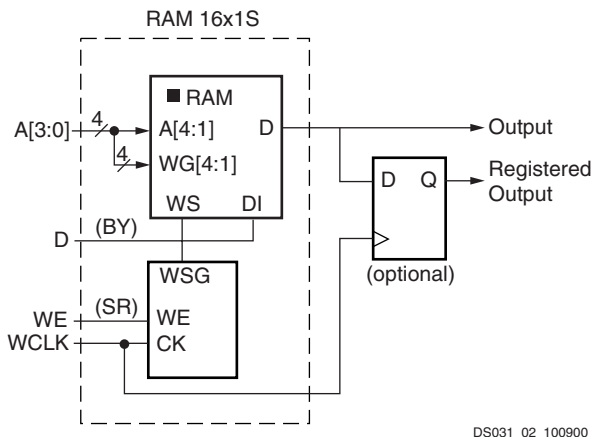 RAM 16x1S
RAM
A[3:0]
4
A[4:1]
D
Output
4
WG[4:1]
D
Q
Registered
Output
WS
DI
D
(BY)
(optional)
WSG
WE
(SR)
WE
WCLK
CK
DS031_02_100900